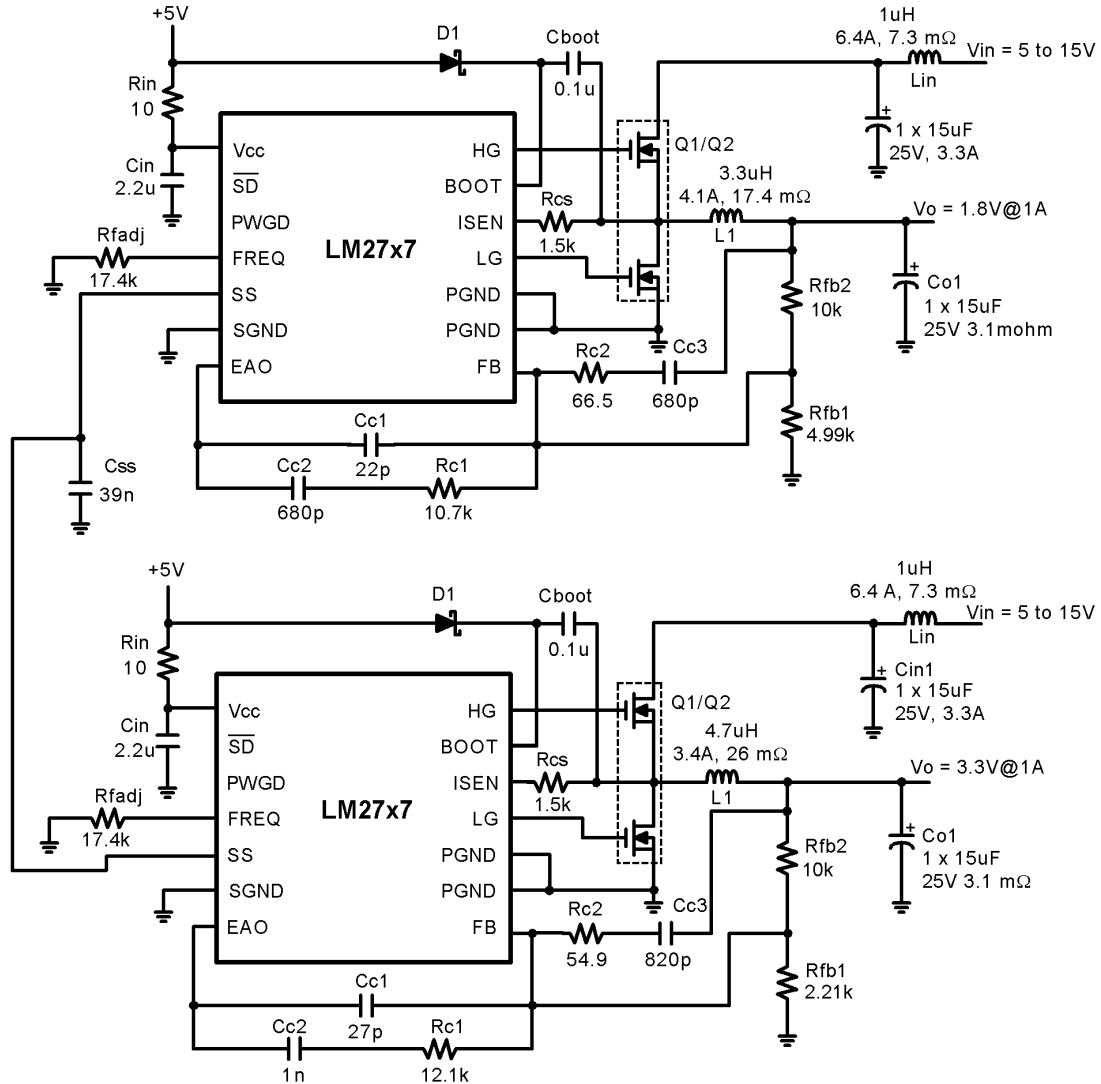 +5V
D1
Cboot
0.1u
1uH
6.4A, 7.3 mΩ
Lin
Vin = 5 to 15V
Rin
10
Cin
2.2u
+
1 x 15uF
25V, 3.3A
Vcc
SD
PWGD
FREQ
SS
SGND
EAO
LM27x7
HG
BOOT
ISEN
LG
PGND
PGND
FB
Q1/Q2
Rcs
1.5k
3.3uH
4.1A, 17.4 mΩ
L1
Vo = 1.8V@1A
Rfadj
17.4k
Rfb2
10k
+
Co1
1 x 15uF
25V 3.1mohm
Rc2
66.5
Cc3
680p
Rfb1
4.99k
Cc1
22p
Cc2
680p
Rc1
10.7k
Css
39n
+5V
D1
Cboot
0.1u
1uH
6.4 A, 7.3 mΩ
Lin
Vin = 5 to 15V
Rin
10
Cin
2.2u
+
Cin1
1 x 15uF
25V, 3.3A
Vcc
SD
PWGD
FREQ
SS
SGND
EAO
LM27x7
HG
BOOT
ISEN
LG
PGND
PGND
FB
Q1/Q2
Rcs
1.5k
4.7uH
3.4A, 26 mΩ
L1
Vo = 3.3V@1A
Rfadj
17.4k
Rfb2
10k
+
Co1
1 x 15uF
25V 3.1 mΩ
Rc2
54.9
Cc3
820p
Rfb1
2.21k
Cc1
27p
Cc2
1n
Rc1
12.1k